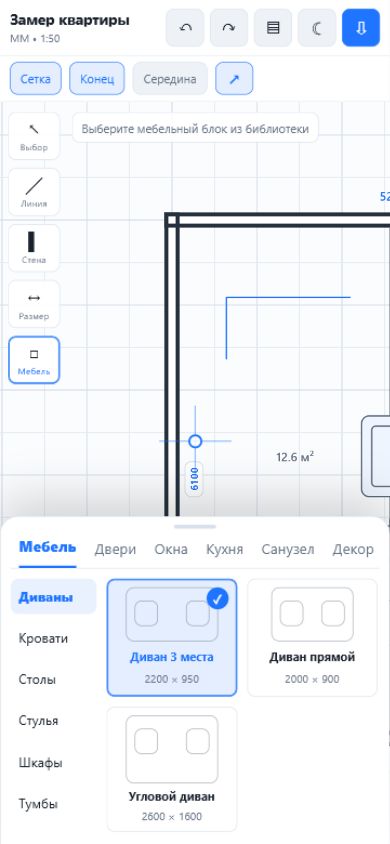 Замер квартиры
ММ • 1:50
Сетка Конец Середина
Выбор
Выберите мебельный блок из библиотеки
Линия
Стена
Размер
Мебель
12.6 м²
6100
Мебель Двери Окна Кухня Санузел Декор
Диваны
Кровати
Столы
Стулья
Шкафы
Тумбы
Диван 3 места
2200 × 950
Диван прямой
2000 × 900
Угловой диван
2600 × 1600